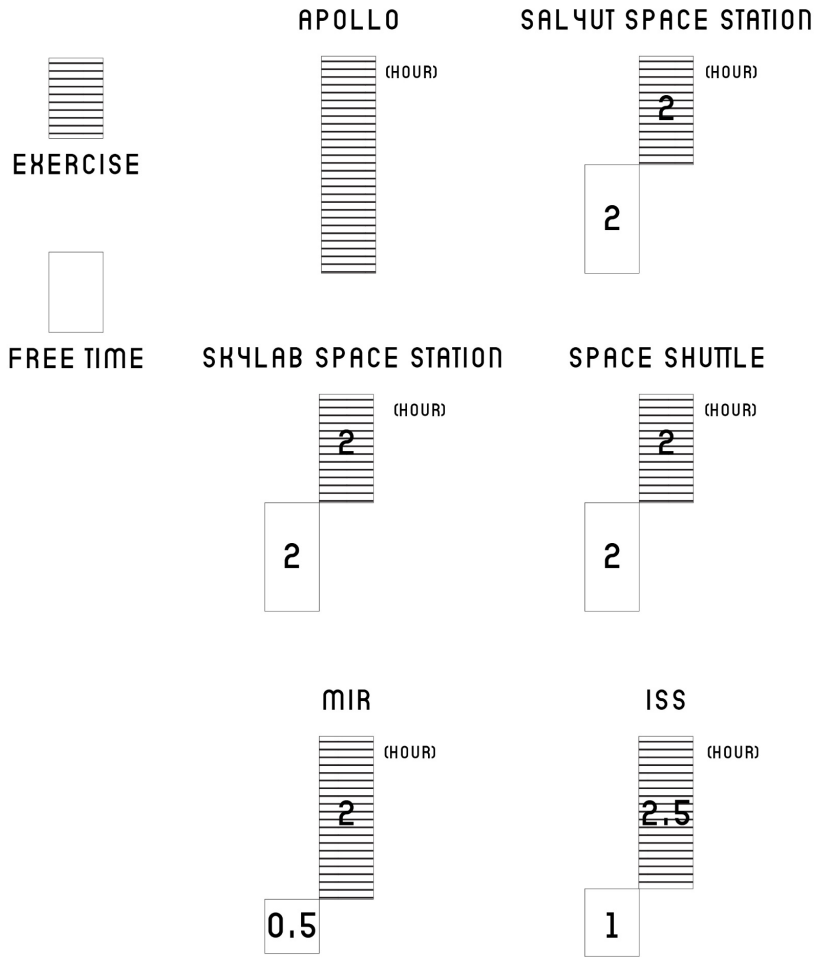 APOLLO
SALYUT SPACE STATION
(HOUR)
(HOUR)
2
EXERCISE
2
FREE TIME
SKYLAB SPACE STATION
SPACE SHUTTLE
(HOUR)
(HOUR)
2
2
2
2
MIR
ISS
(HOUR)
(HOUR)
2
2.5
0.5
1